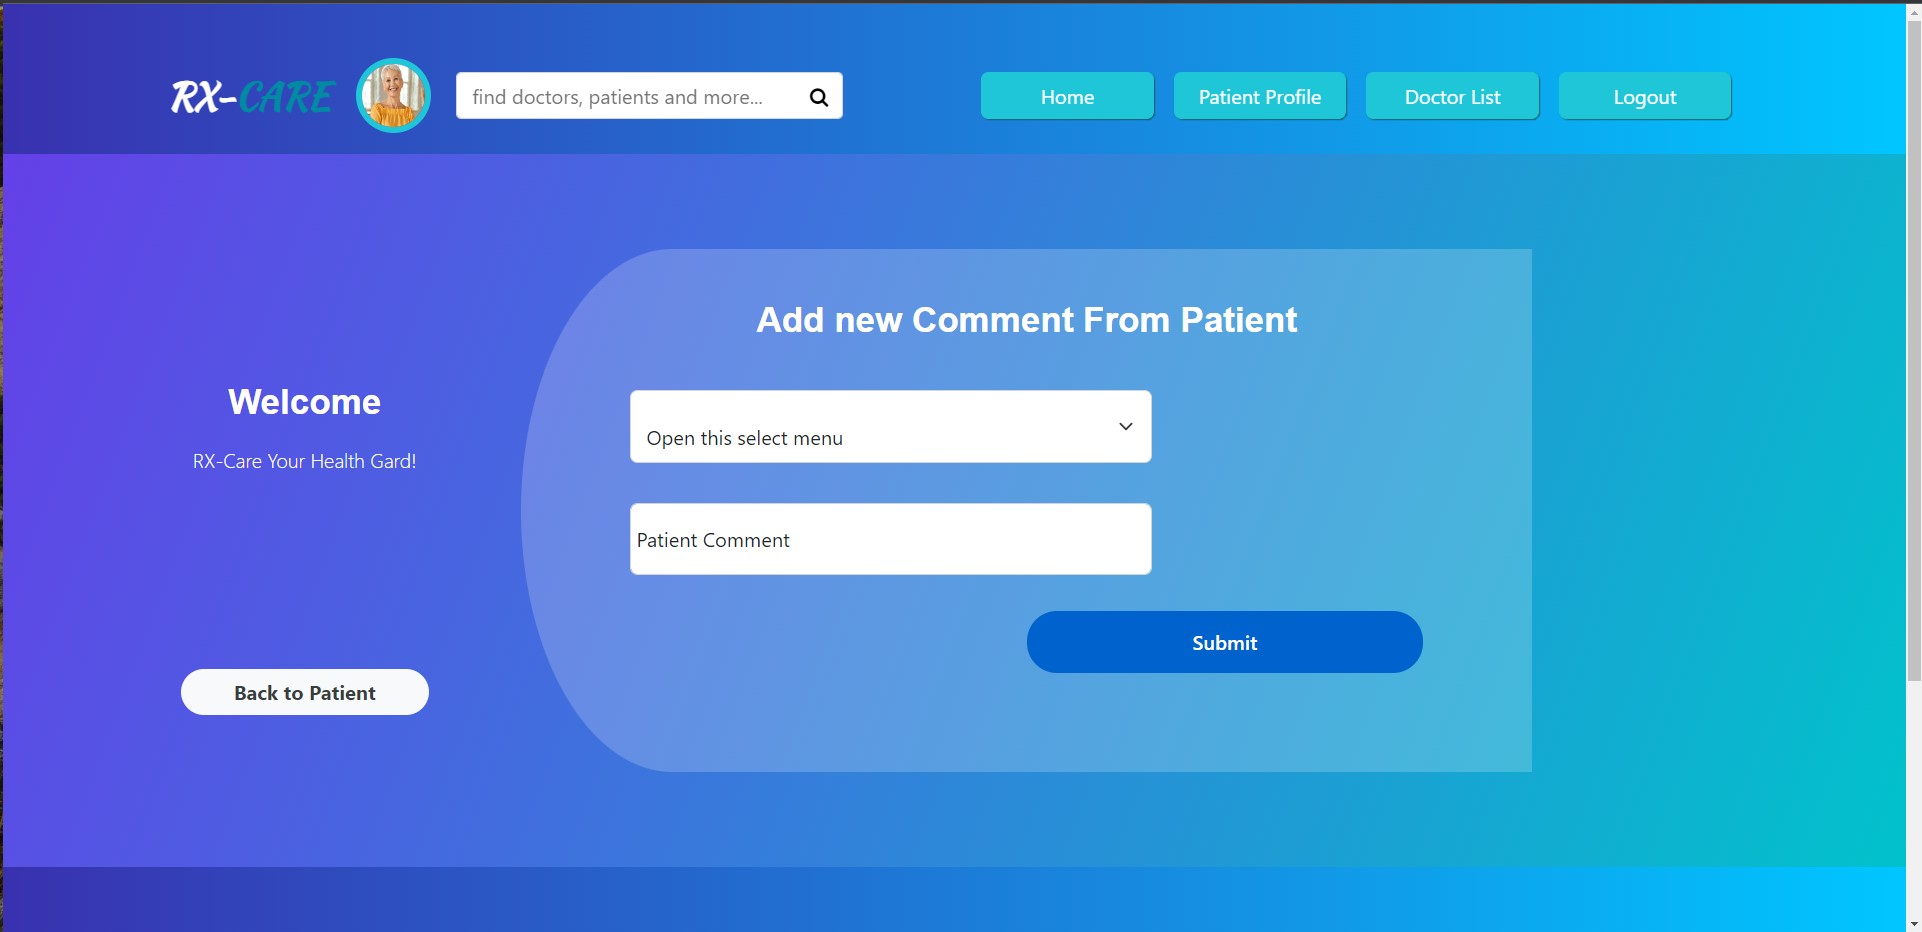 RX-CARE
find doctors, patients and more...
Home
Patient Profile
Doctor List
Logout
Welcome
RX-Care Your Health Gard!
Back to Patient
Add new Comment From Patient
Open this select menu
Patient Comment
Submit